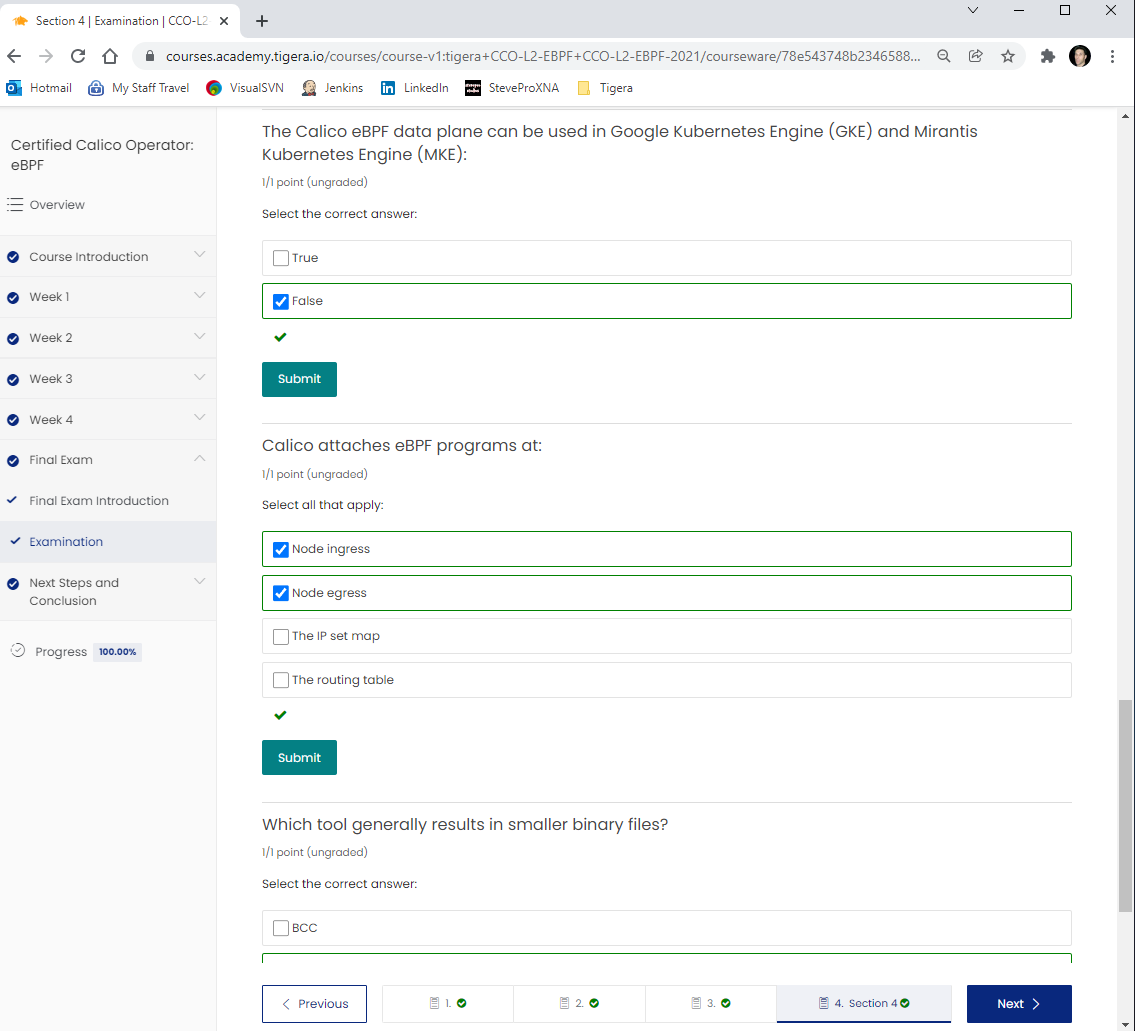 Section 4 | Examination | CCO-L2
courses.academy.tigera.io/courses/course-v1:tigera+CCO-L2-EBPF+CCO-L2-EBPF-2021/courseware/78e543748b2346588...
Hotmail My Staff Travel VisualSVN Jenkins LinkedIn SteveProXNA Tigera
Certified Calico Operator:
eBPF
Overview
Course Introduction
Week 1
Week 2
Week 3
Week 4
Final Exam
Final Exam Introduction
Examination
Next Steps and
Conclusion
Progress 100.00%
The Calico eBPF data plane can be used in Google Kubernetes Engine (GKE) and Mirantis
Kubernetes Engine (MKE):
1/1 point (ungraded)
Select the correct answer:
True
False
Submit
Calico attaches eBPF programs at:
1/1 point (ungraded)
Select all that apply:
Node ingress
Node egress
The IP set map
The routing table
Submit
Which tool generally results in smaller binary files?
1/1 point (ungraded)
Select the correct answer:
BCC
Previous 1. 2. 3. 4. Section 4 Next